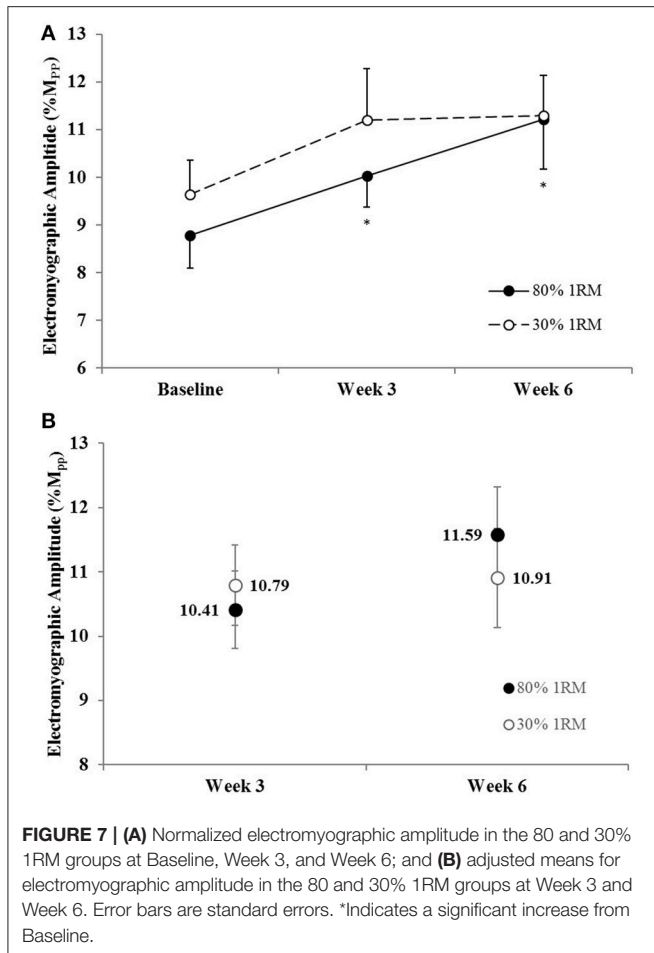 A
Electromyographic Ampltide (%MPP)
13
12
11
10
9
8
7
6
*
*
80% 1RM
30% 1RM
Baseline
Week 3
Week 6
B
Electromyographic Amplitude (%Mpp)
13
12
11
10
9
8
10.41
10.79
11.59
10.91
80% 1RM
30% 1RM
Week 3
Week 6
FIGURE 7 | (A) Normalized electromyographic amplitude in the 80 and 30%
1RM groups at Baseline, Week 3, and Week 6; and (B) adjusted means for
electromyographic amplitude in the 80 and 30% 1RM groups at Week 3 and
Week 6. Error bars are standard errors. *Indicates a significant increase from
Baseline.